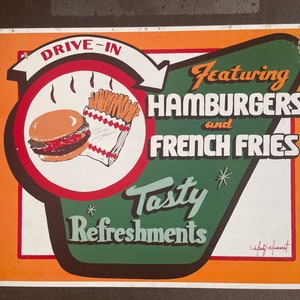 DRIVE-IN
Featuring
HAMBURGERS
and
FRENCH FRIES
Tasty
Refreshments